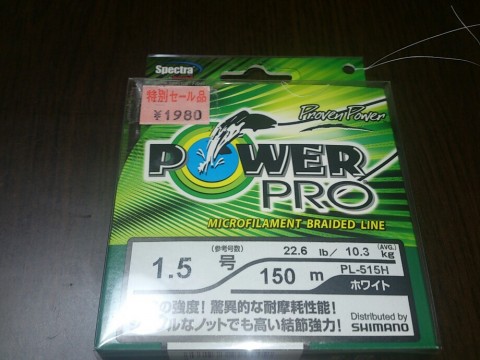 Spectra
特別セール品
¥1980
Proven Power
POWER
PRO
MICROFILAMENT BRAIDED LINE
(参考号数) (AVG.)
1.5 号 22.6 lb/ 10.3 kg
150 m PL-515H
ホワイト
の強度! 驚異的な耐摩耗性能!
ルなノットでも高い結節強力!
Distributed by
SHIMANO